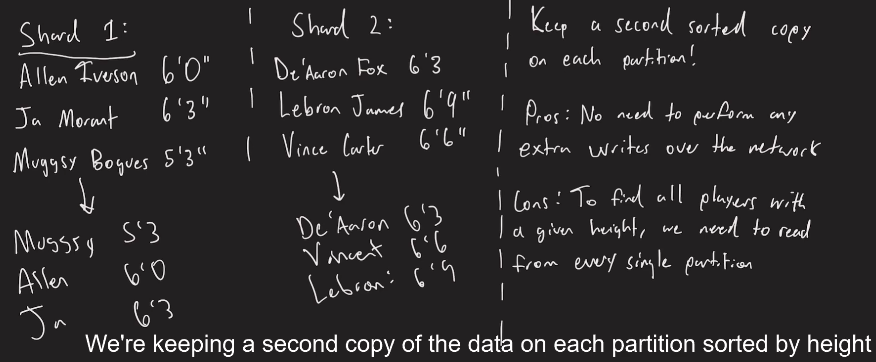 Shard 1:
Allen Iverson 6'0"
Ja Morant 6'3"
Muggsy Bogues 5'3"
Muggsy 5'3
Allen 6'0
Ja 6'3
Shard 2:
De'Aaron Fox 6'3
Lebron James 6'9"
Vince Carter 6'6"
De'Aaron 6'3
Vincent 6'6
Lebron: 6'9
Keep a second sorted copy
on each partition!
Pros: No need to perform any
extra writes over the network
Cons: To find all players with
a given height, we need to read
from every single partition
We're keeping a second copy of the data on each partition sorted by height